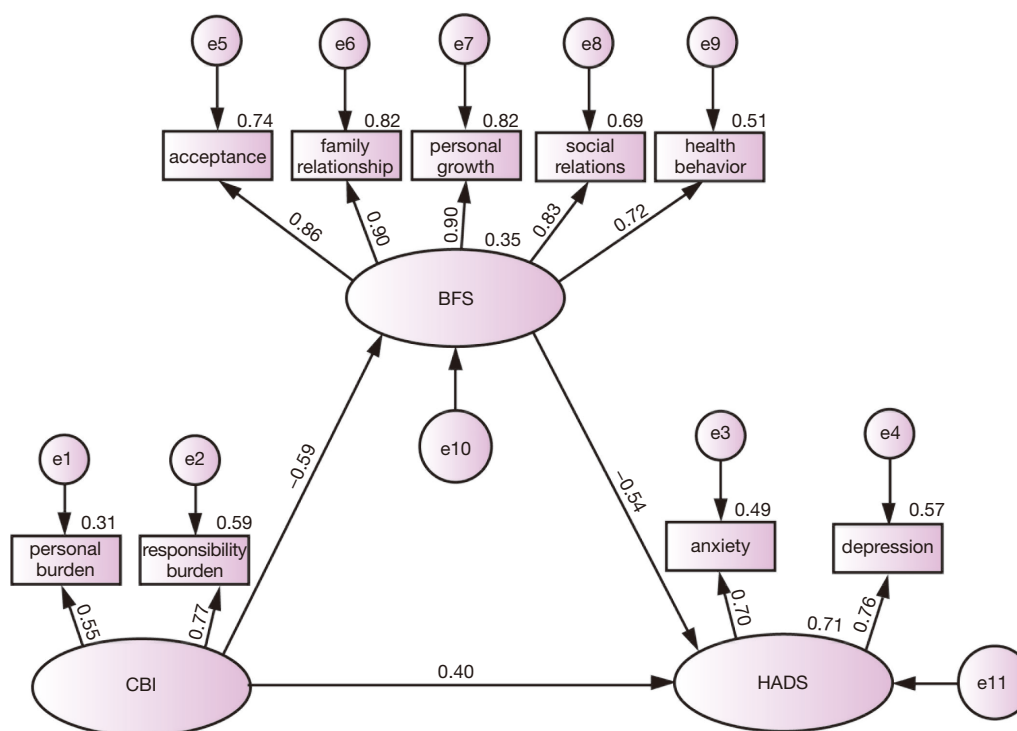 e5
e6
e7
e8
e9
0.74
0.82
0.82
0.69
0.51
acceptance
family
relationship
personal
growth
social
relations
health
behavior
0.86
0.90
0.90
0.83
0.72
0.35
BFS
e10
−0.59
−0.54
e1
e2
e3
e4
0.31
0.59
0.49
0.57
personal
burden
responsibility
burden
anxiety
depression
0.55
0.77
0.70
0.76
0.71
CBI
0.40
HADS
e11